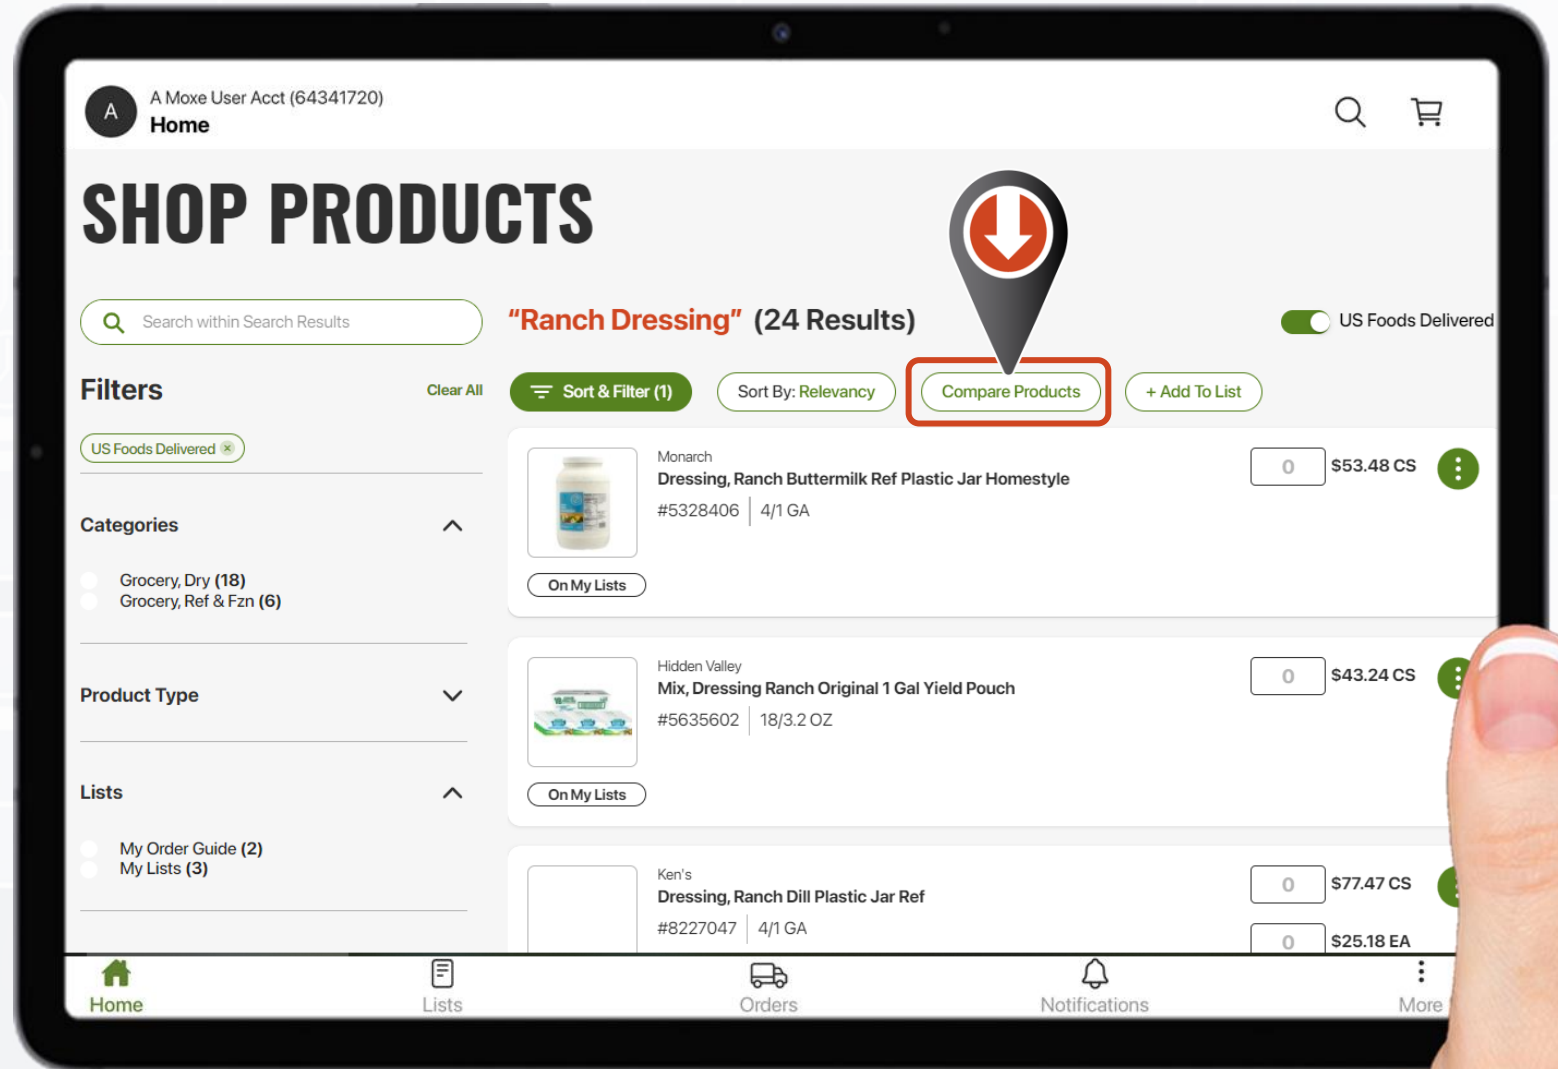 A
A Moxe User Acct (64341720)
Home
SHOP PRODUCTS
Search within Search Results
"Ranch Dressing" (24 Results)
US Foods Delivered
Filters
Clear All
Sort & Filter (1)
Sort By: Relevancy
Compare Products
+ Add To List
US Foods Delivered ×
Categories
Grocery, Dry (18)
Grocery, Ref & Fzn (6)
Product Type
Lists
My Order Guide (2)
My Lists (3)
Monarch
Dressing, Ranch Buttermilk Ref Plastic Jar Homestyle
#5328406 | 4/1 GA
0
$53.48 CS
On My Lists
Hidden Valley
Mix, Dressing Ranch Original 1 Gal Yield Pouch
#5635602 | 18/3.2 OZ
0
$43.24 CS
On My Lists
Ken's
Dressing, Ranch Dill Plastic Jar Ref
#8227047 | 4/1 GA
0
$77.47 CS
0
$25.18 EA
Home
Lists
Orders
Notifications
More